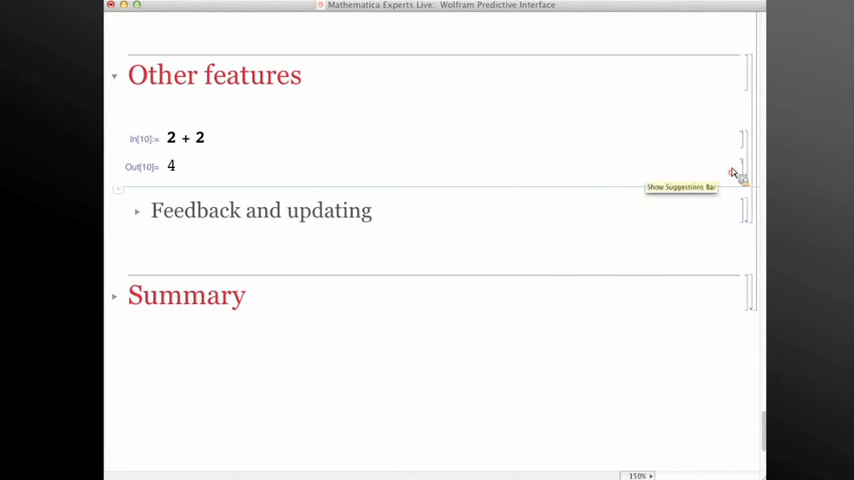 Mathematica Experts Live: Wolfram Predictive Interface
Other features
In[10]:= 2 + 2
Out[10]= 4
Show Suggestions Bar
Feedback and updating
Summary
150%